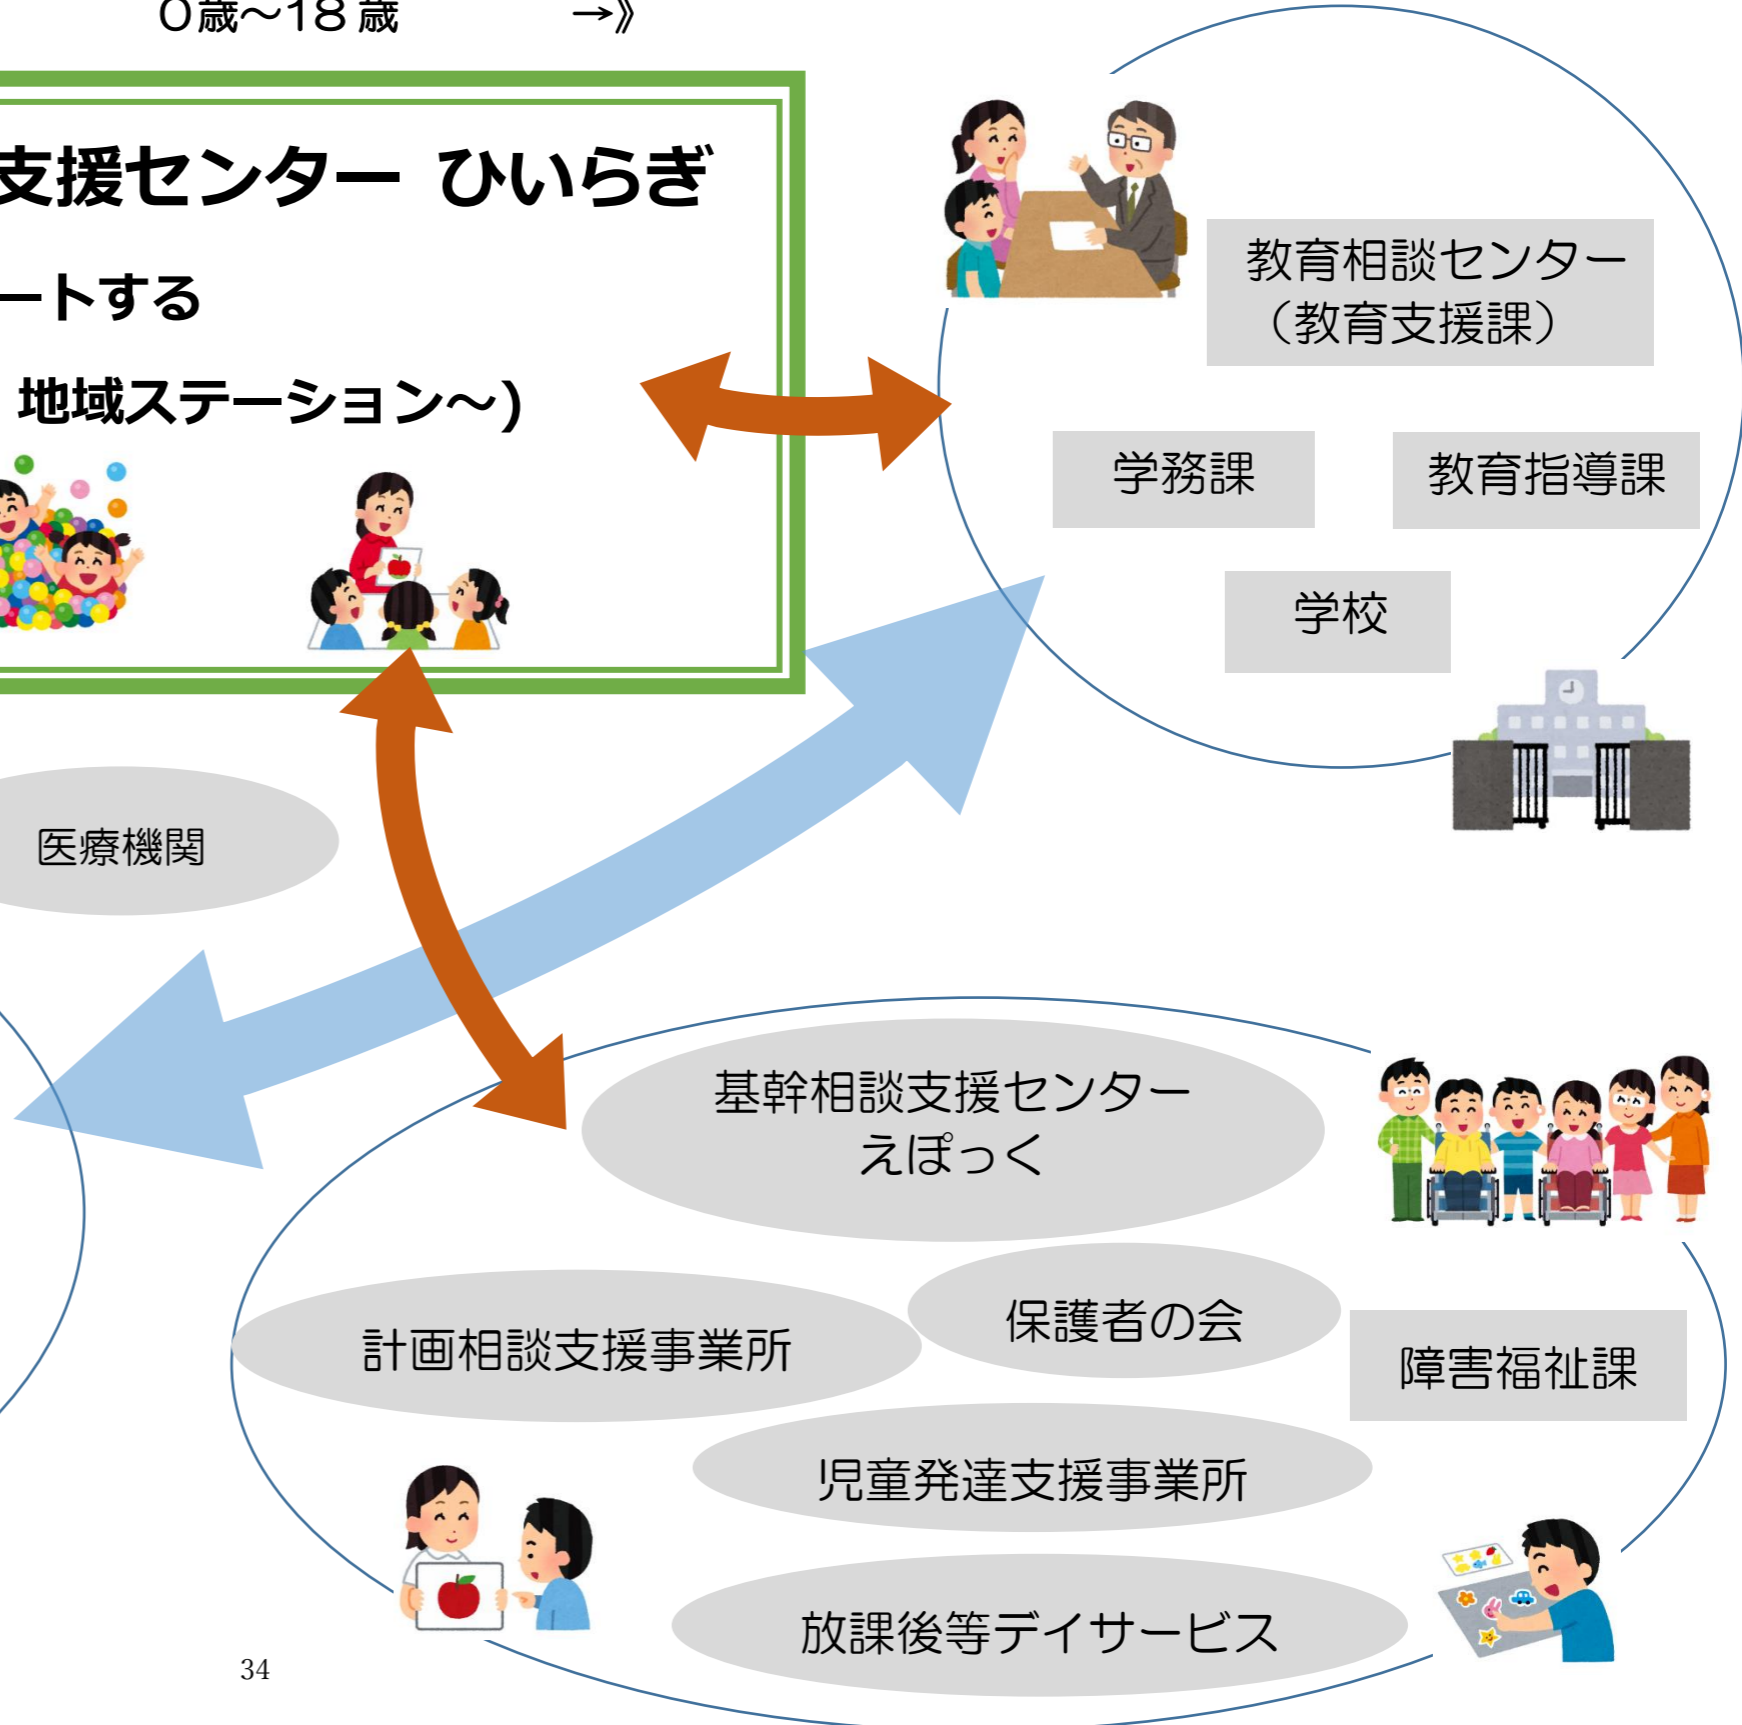 ０歳～18 歳 →》
支援センター ひいらぎ
ートする
地域ステーション～)
教育相談センター
（教育支援課）
学務課
教育指導課
学校
医療機関
基幹相談支援センター
えぽっく
保護者の会
計画相談支援事業所
障害福祉課
児童発達支援事業所
放課後等デイサービス
34